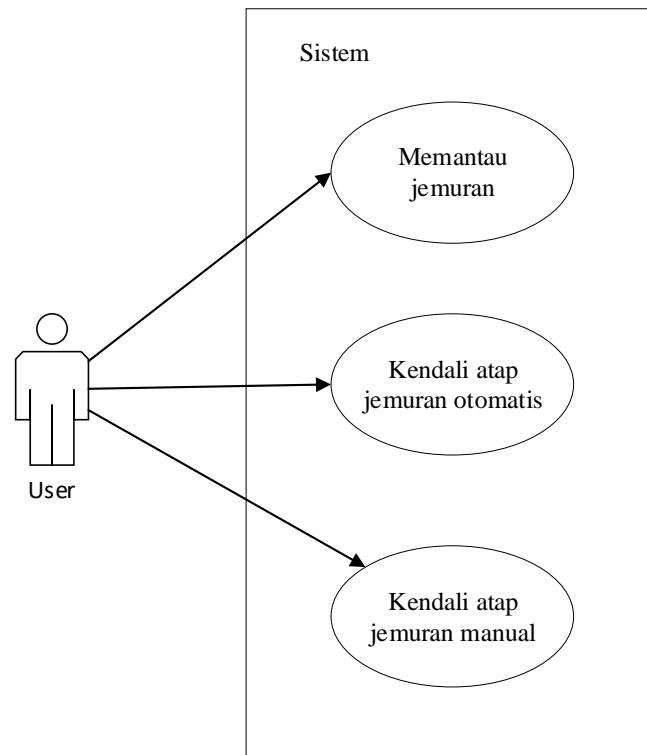 Sistem
Memantau
jemuran
Kendali atap
jemuran otomatis
User
Kendali atap
jemuran manual